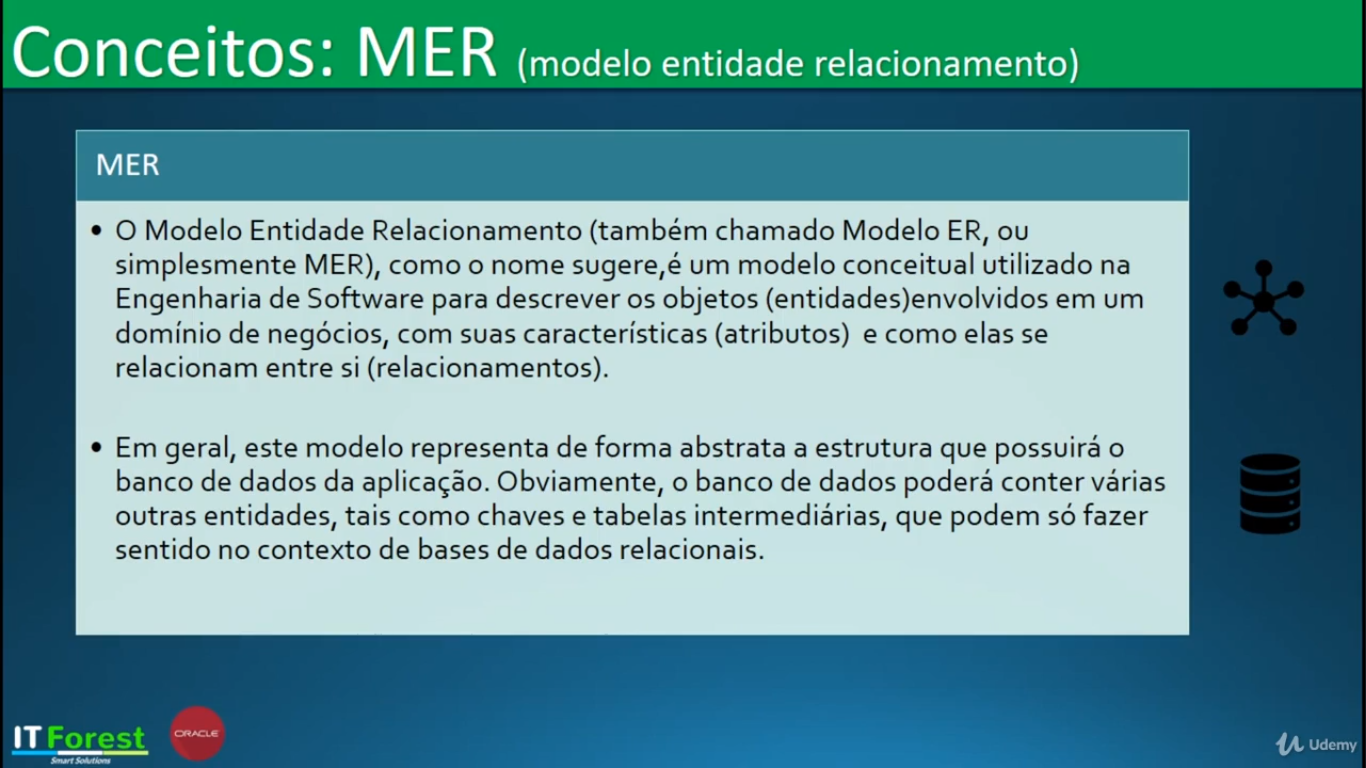 Conceitos: MER (modelo entidade relacionamento)
MER
• O Modelo Entidade Relacionamento (também chamado Modelo ER, ou
simplesmente MER), como o nome sugere,é um modelo conceitual utilizado na
Engenharia de Software para descrever os objetos (entidades)envolvidos em um
domínio de negócios, com suas características (atributos)  e como elas se
relacionam entre si (relacionamentos).
• Em geral, este modelo representa de forma abstrata a estrutura que possuirá o
banco de dados da aplicação. Obviamente, o banco de dados poderá conter várias
outras entidades, tais como chaves e tabelas intermediárias, que podem só fazer
sentido no contexto de bases de dados relacionais.
IT Forest
Smart Solutions
ORACLE
Udemy